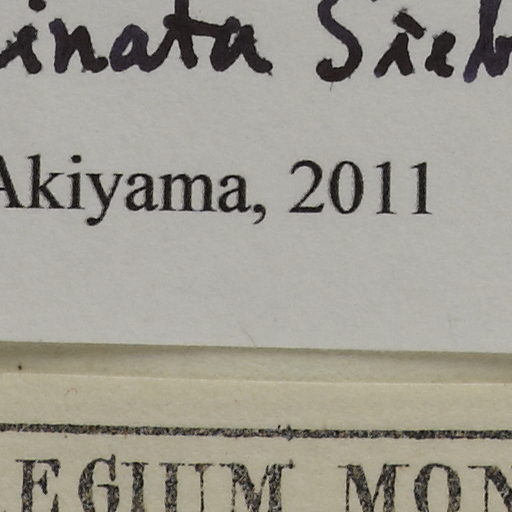 inata Sieb
Akiyama, 2011
EGIUM MON